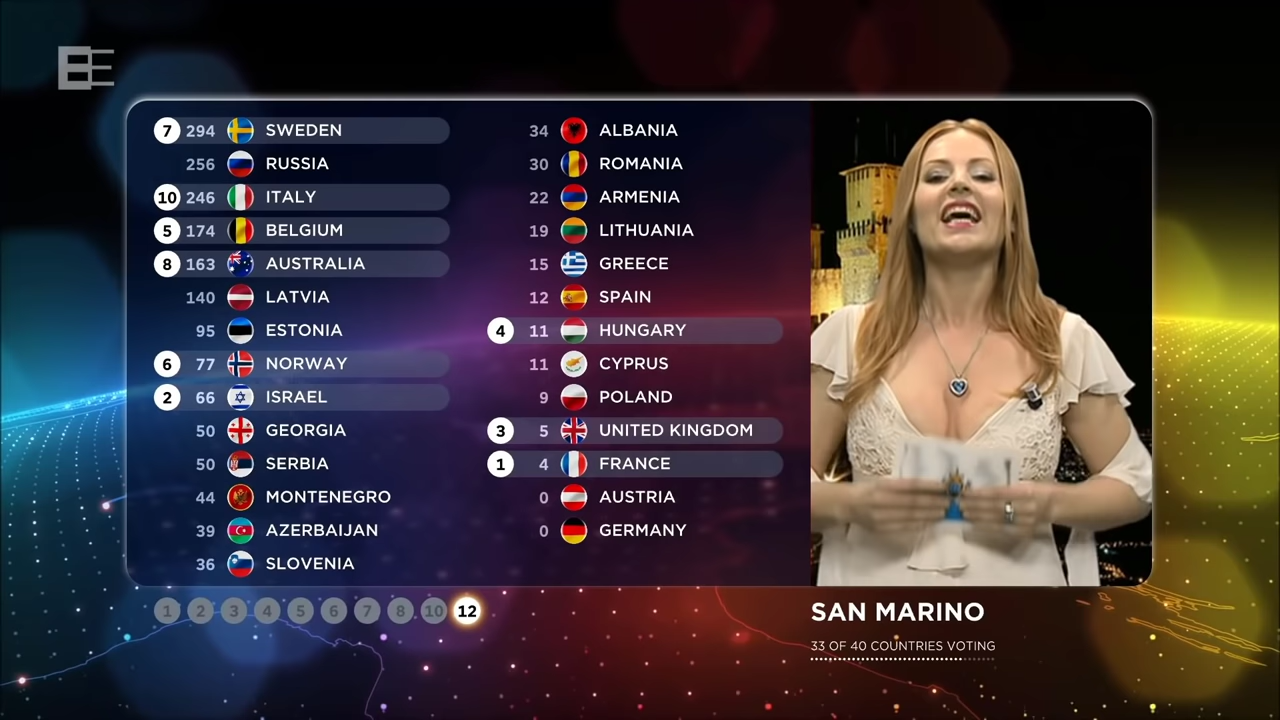 7 294 SWEDEN
256 RUSSIA
10 246 ITALY
5 174 BELGIUM
8 163 AUSTRALIA
140 LATVIA
95 ESTONIA
6 77 NORWAY
2 66 ISRAEL
50 GEORGIA
50 SERBIA
44 MONTENEGRO
39 AZERBAIJAN
36 SLOVENIA
34 ALBANIA
30 ROMANIA
22 ARMENIA
19 LITHUANIA
15 GREECE
12 SPAIN
4 11 HUNGARY
11 CYPRUS
9 POLAND
3 5 UNITED KINGDOM
1 4 FRANCE
0 AUSTRIA
0 GERMANY
1 2 3 4 5 6 7 8 10 12
SAN MARINO
33 OF 40 COUNTRIES VOTING